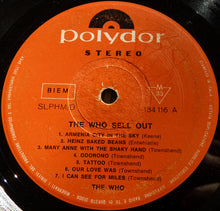 polydor
STEREO
BIEM
M
33
SLPHM
184 116 A
THE WHO SELL OUT
1. ARMENIA CITY IN THE SKY (Keene)
2. HEINZ BAKED BEANS (Entwhistle)
3. MARY ANNE WITH THE SHAKY HAND (Townshend)
4. ODORONO (Townshend)
5. TATTOO (Townshend)
6. OUR LOVE WAS (Townshend)
7. I CAN SEE FOR MILES (Townshend)
THE WHO